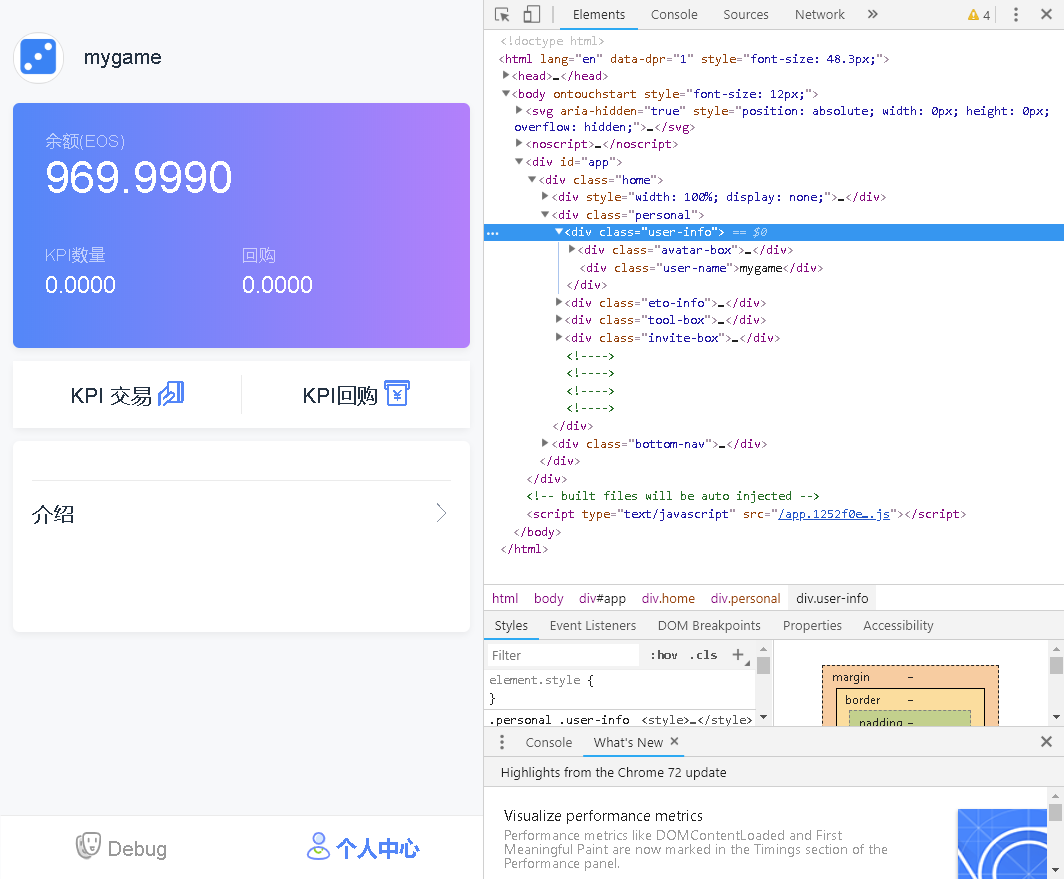 mygame
余额(EOS)
969.9990
KPI数量 回购
0.0000 0.0000
KPI 交易 KPI回购
介绍
Debug 个人中心
Elements Console Sources Network » 4
<!doctype html>
<html lang="en" data-dpr="1" style="font-size: 48.3px;">
<head>…</head>
<body ontouchstart style="font-size: 12px;">
<svg aria-hidden="true" style="position: absolute; width: 0px; height: 0px;
overflow: hidden;">…</svg>
<noscript>…</noscript>
<div id="app">
<div class="home">
<div style="width: 100%; display: none;">…</div>
<div class="personal">
<div class="user-info"> == $0
<div class="avatar-box">…</div>
<div class="user-name">mygame</div>
</div>
<div class="eto-info">…</div>
<div class="tool-box">…</div>
<div class="invite-box">…</div>
<!---->
<!---->
<!---->
<!---->
</div>
<div class="bottom-nav">…</div>
</div>
</div>
<!-- built files will be auto injected -->
<script type="text/javascript" src="/app.1252f0e….js"></script>
</body>
</html>
html body div#app div.home div.personal div.user-info
Styles Event Listeners DOM Breakpoints Properties Accessibility
Filter :hov .cls +
element.style {
}
.personal .user-info <style>…</style>
margin –
border –
padding –
Console What's New ×
Highlights from the Chrome 72 update
Visualize performance metrics
Performance metrics like DOMContentLoaded and First
Meaningful Paint are now marked in the Timings section of the
Performance panel.